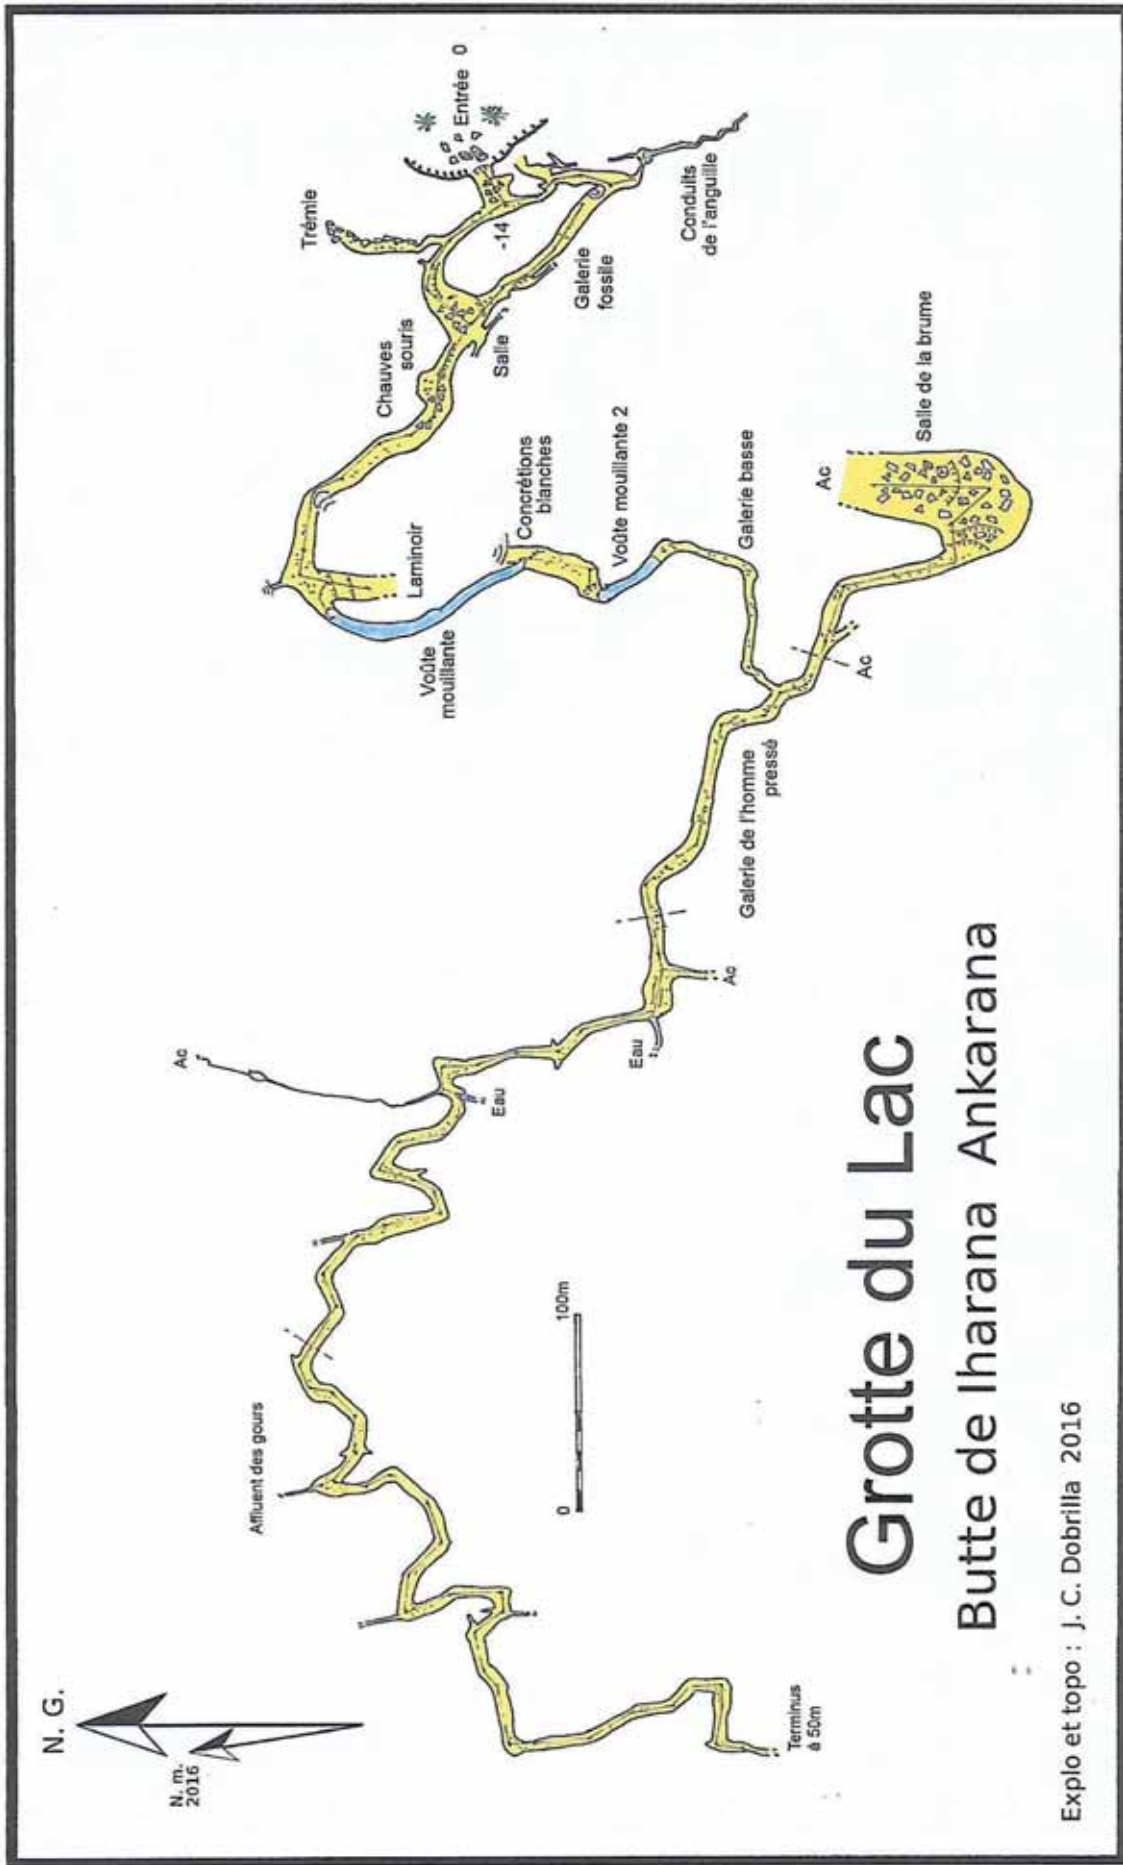 N. G.
N. m.
2016
Entrée 0
Trémie
-14
Chauves
souris
Salle
Galerie
fossile
Conduits
de l'anguille
Laminoir
Voûte
mouillante
Concrétions
blanches
Voûte mouillante 2
Galerie basse
Ac
Salle de la brume
Ac
Galerie de l'homme
pressé
Ac
Eau
Ac
Eau
Affluent des gours
0
100m
Terminus
à 50m
Grotte du Lac
Butte de Iharana Ankarana
Explo et topo : J. C. Dobrilla 2016